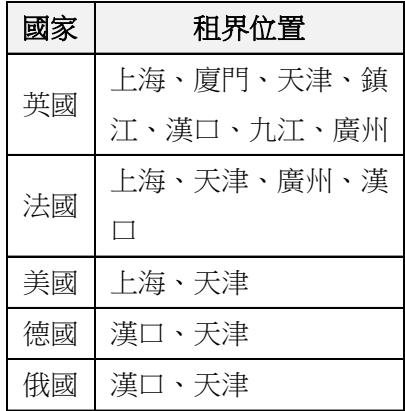 國家 租界位置
英國 上海、廈門、天津、鎮
江、漢口、九江、廣州
法國 上海、天津、廣州、漢
口
美國 上海、天津
德國 漢口、天津
俄國 漢口、天津